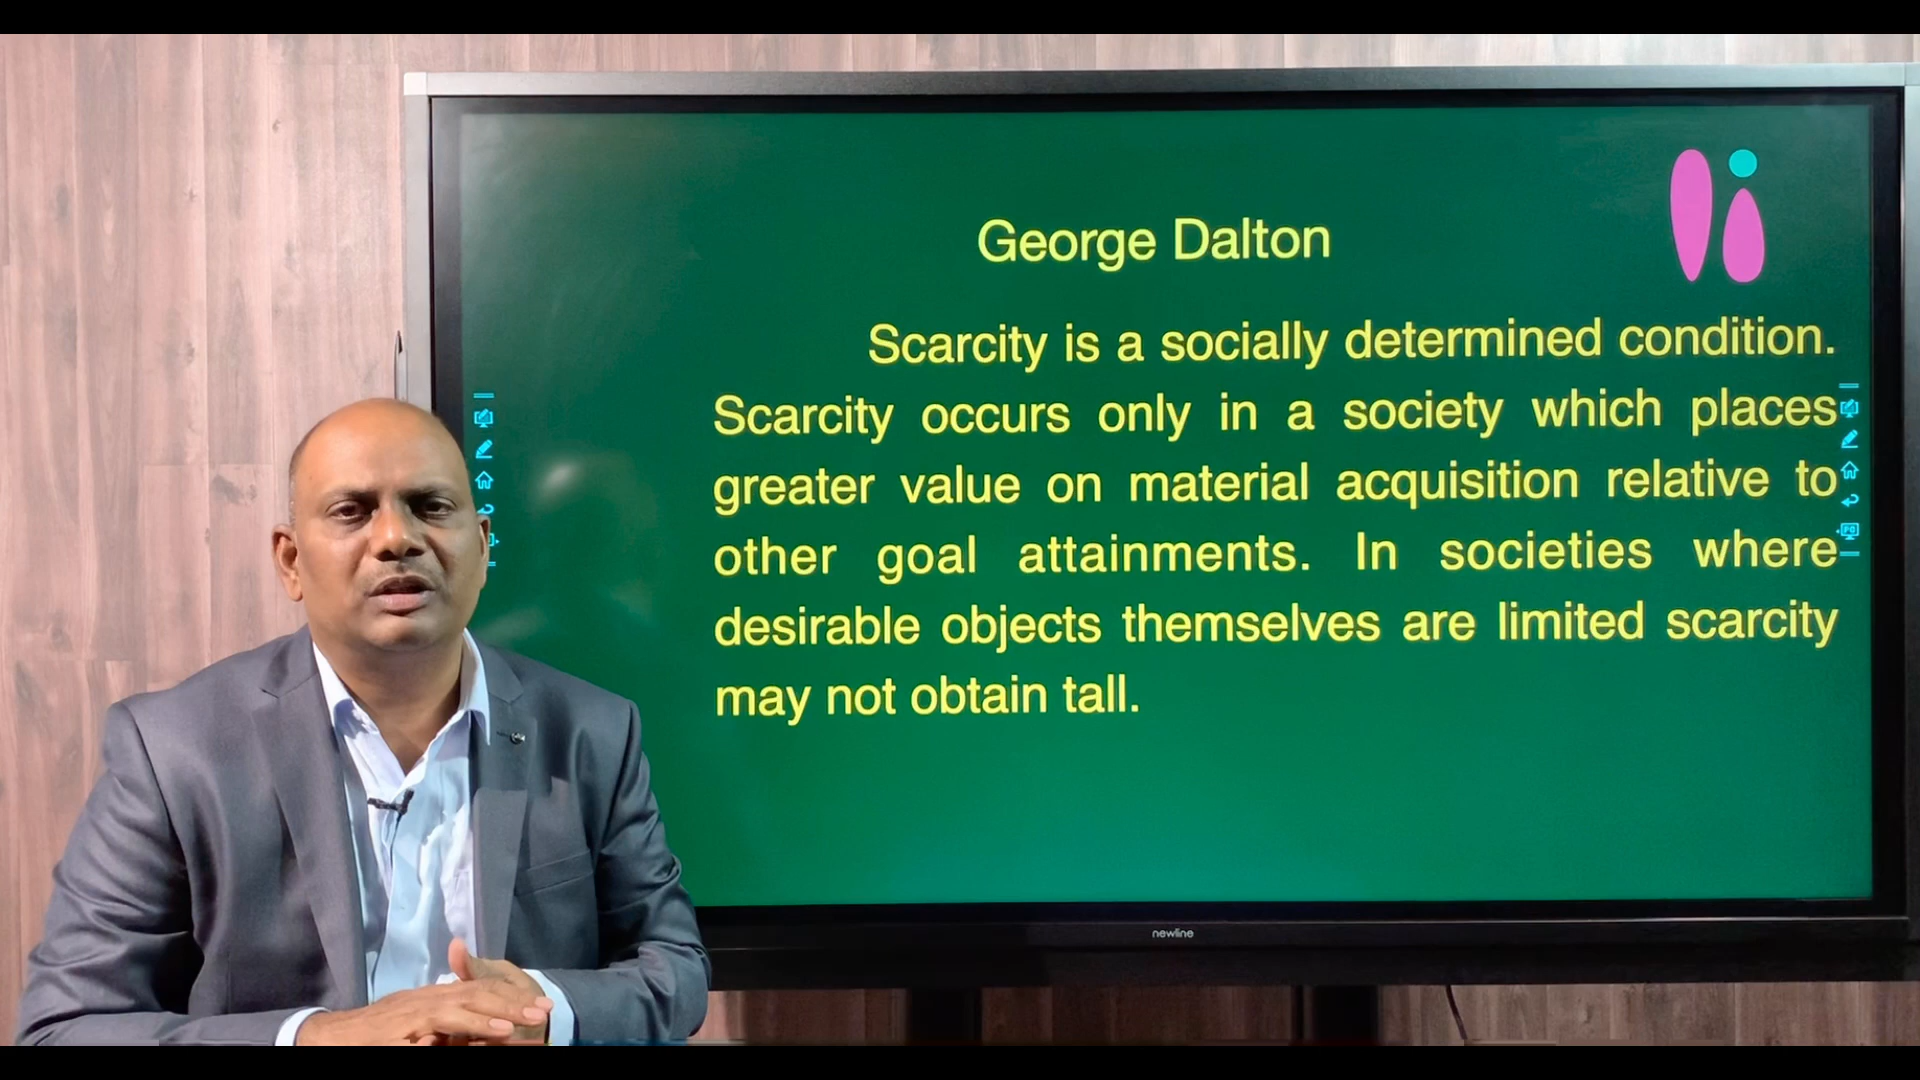 George Dalton
Scarcity is a socially determined condition.
Scarcity occurs only in a society which places
greater value on material acquisition relative to
other goal attainments. In societies where
desirable objects themselves are limited scarcity
may not obtain tall.
newline